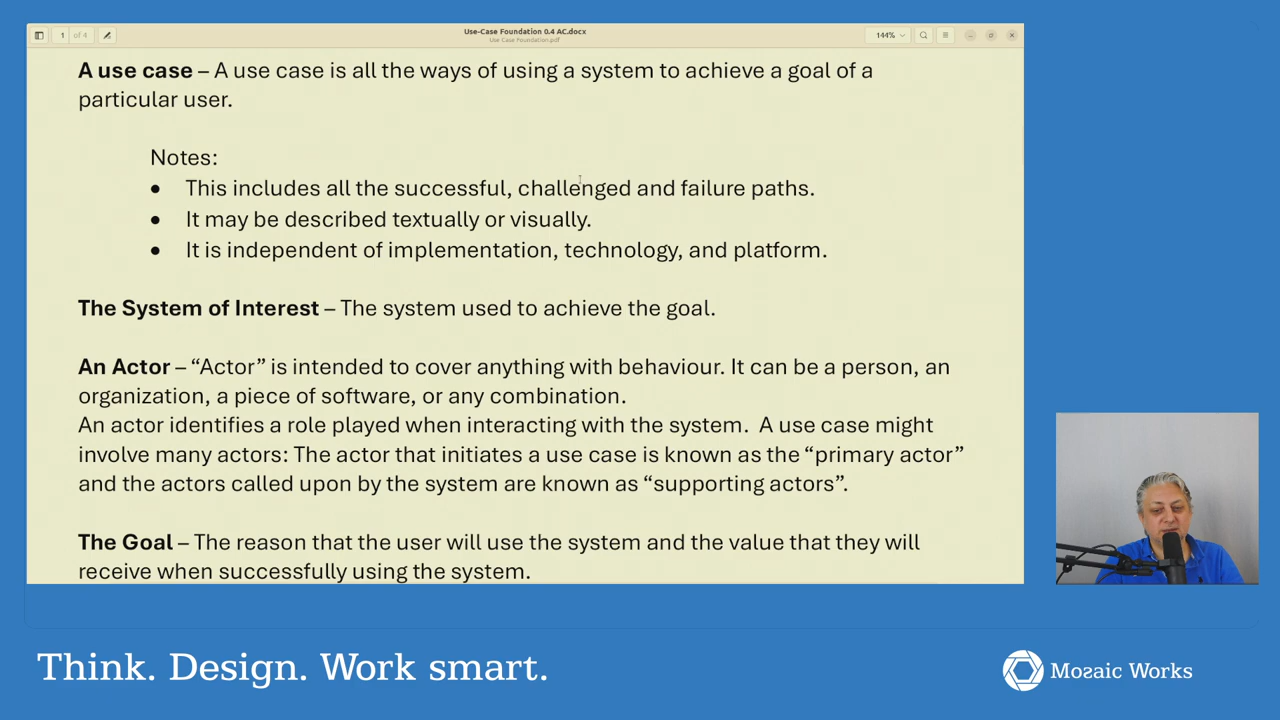 1 of 4
Use-Case Foundation 0.4 AC.docx
Use Case Foundation.pdf
144%
A use case – A use case is all the ways of using a system to achieve a goal of a
particular user.
Notes:
• This includes all the successful, challenged and failure paths.
• It may be described textually or visually.
• It is independent of implementation, technology, and platform.
The System of Interest – The system used to achieve the goal.
An Actor – “Actor” is intended to cover anything with behaviour. It can be a person, an
organization, a piece of software, or any combination.
An actor identifies a role played when interacting with the system.  A use case might
involve many actors: The actor that initiates a use case is known as the “primary actor”
and the actors called upon by the system are known as “supporting actors”.
The Goal – The reason that the user will use the system and the value that they will
receive when successfully using the system.
Think. Design. Work smart.
Mozaic Works